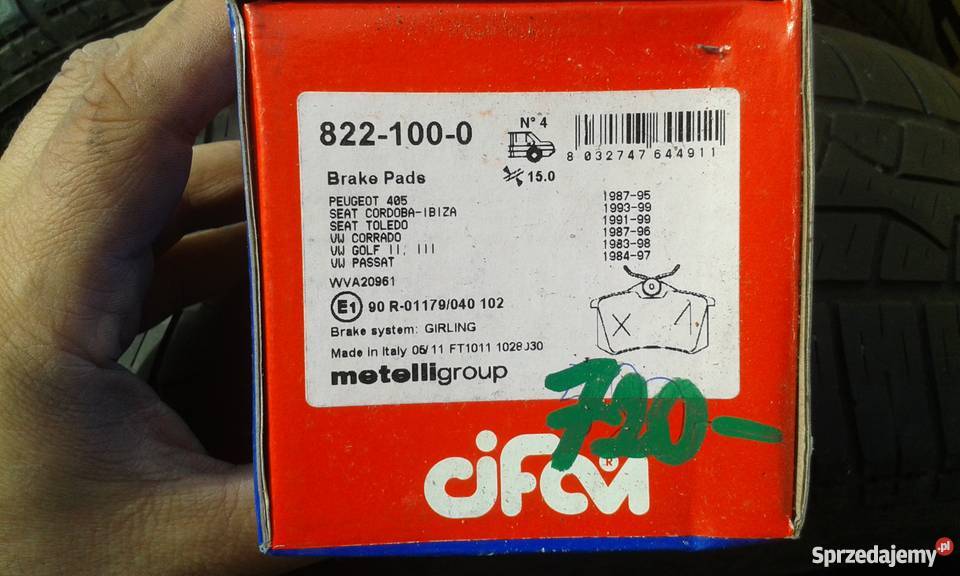 822-100-0
N° 4
15.0
8 032747 644911
Brake Pads
PEUGEOT 405 1987-95
SEAT CORDOBA-IBIZA 1993-99
SEAT TOLEDO 1991-99
VW CORRADO 1987-96
VW GOLF II, III 1983-98
VW PASSAT 1984-97
WVA20961
E1 90 R-01179/040 102
Brake system: GIRLING
X 1
Made in Italy 05/11 FT1011
metelligroup
720-
cifam ®
Sprzedajemy.pl